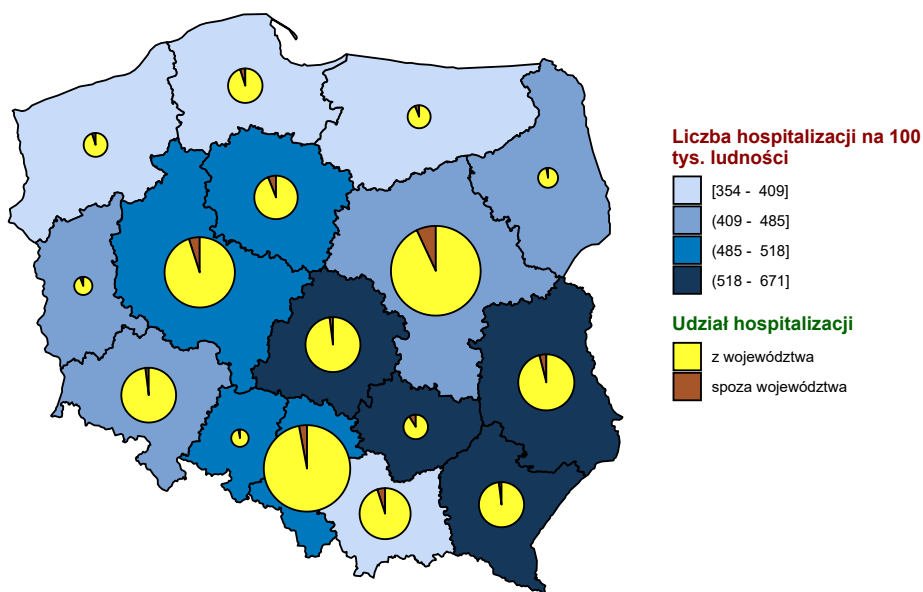 Liczba hospitalizacji na 100
tys. ludności
[354 - 409]
(409 - 485]
(485 - 518]
(518 - 671]
Udział hospitalizacji
z województwa
spoza województwa